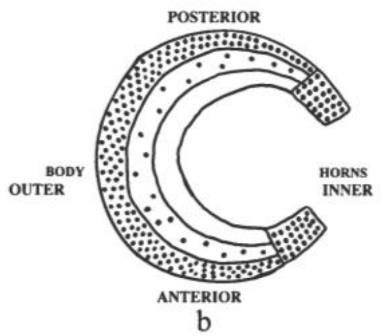 POSTERIOR
BODY
OUTER
HORNS
INNER
ANTERIOR
b